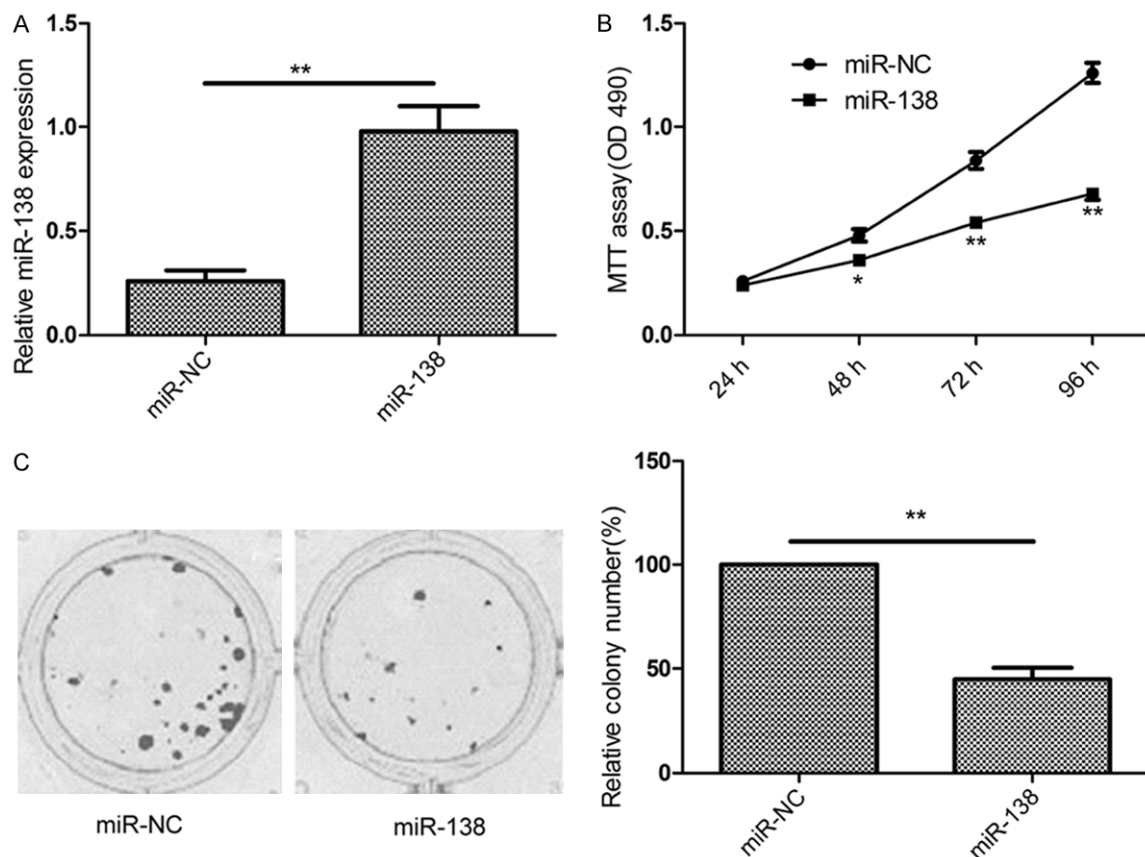 A
Relative miR-138 expression
1.5
1.0
0.5
0.0
**
miR-NC
miR-138
B
MTT assay(OD 490)
1.5
1.0
0.5
0.0
miR-NC
miR-138
*
**
**
24 h
48 h
72 h
96 h
C
miR-NC
miR-138
Relative colony number(%)
150
100
50
0
**
miR-NC
miR-138